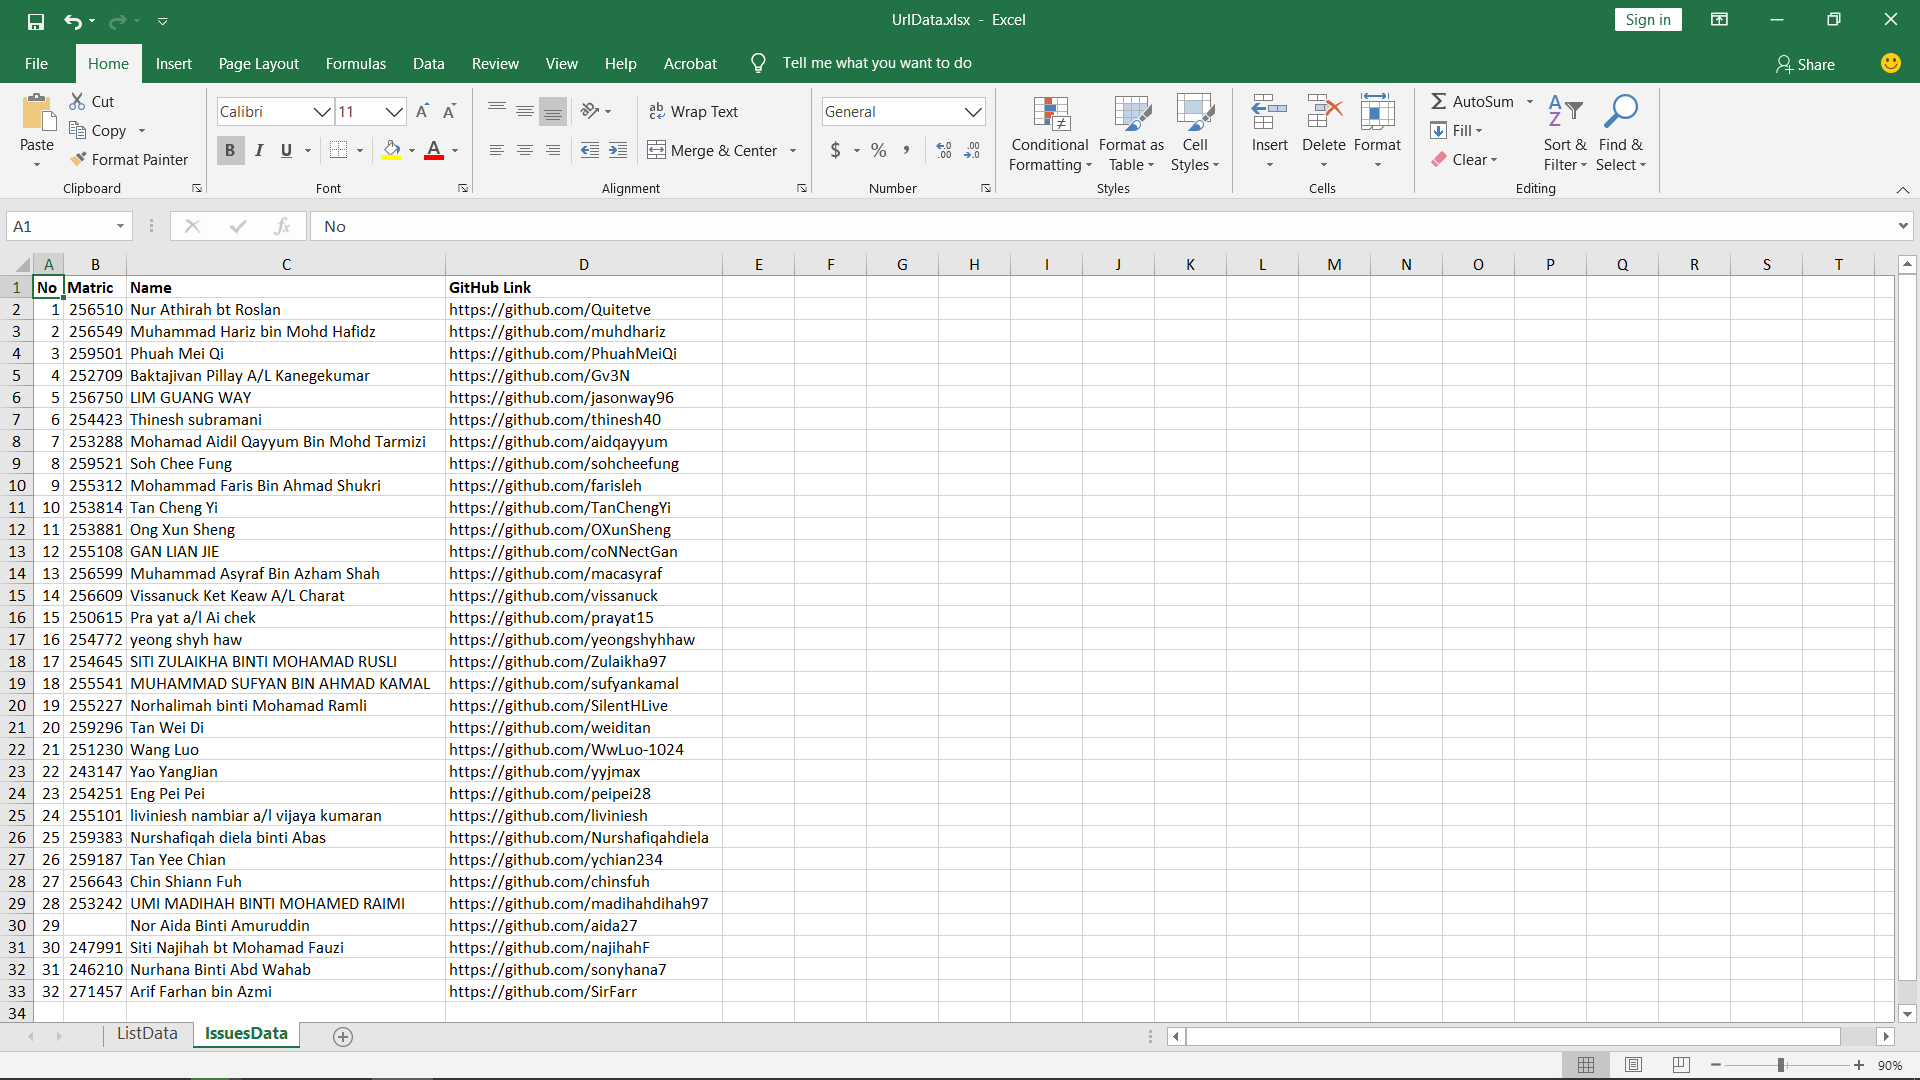 UrlData.xlsx - Excel
Sign in
File Home Insert Page Layout Formulas Data Review View Help Acrobat Tell me what you want to do Share
Paste
Cut
Copy
Format Painter
Clipboard
Calibri 11
B I U
Font
Wrap Text
Merge & Center
Alignment
General
$ % ,
Number
Conditional Formatting
Format as Table
Cell Styles
Styles
Insert Delete Format
Cells
AutoSum
Fill
Clear
Sort & Filter
Find & Select
Editing
A1 fx No
A B C D E F G H I J K L M N O P Q R S T
1 No Matric Name GitHub Link
2 1 256510 Nur Athirah bt Roslan https://github.com/Quitetve
3 2 256549 Muhammad Hariz bin Mohd Hafidz https://github.com/muhdhariz
4 3 259501 Phuah Mei Qi https://github.com/PhuahMeiQi
5 4 252709 Baktajivan Pillay A/L Kanegekumar https://github.com/Gv3N
6 5 256750 LIM GUANG WAY https://github.com/jasonway96
7 6 254423 Thinesh subramani https://github.com/thinesh40
8 7 253288 Mohamad Aidil Qayyum Bin Mohd Tarmizi https://github.com/aidqayyum
9 8 259521 Soh Chee Fung https://github.com/sohcheefung
10 9 255312 Mohammad Faris Bin Ahmad Shukri https://github.com/farisleh
11 10 253814 Tan Cheng Yi https://github.com/TanChengYi
12 11 253881 Ong Xun Sheng https://github.com/OXunSheng
13 12 255108 GAN LIAN JIE https://github.com/coNNectGan
14 13 256599 Muhammad Asyraf Bin Azham Shah https://github.com/macasyraf
15 14 256609 Vissanuck Ket Keaw A/L Charat https://github.com/vissanuck
16 15 250615 Pra yat a/l Ai chek https://github.com/prayat15
17 16 254772 yeong shyh haw https://github.com/yeongshyhhaw
18 17 254645 SITI ZULAIKHA BINTI MOHAMAD RUSLI https://github.com/Zulaikha97
19 18 255541 MUHAMMAD SUFYAN BIN AHMAD KAMAL https://github.com/sufyankamal
20 19 255227 Norhalimah binti Mohamad Ramli https://github.com/SilentHLive
21 20 259296 Tan Wei Di https://github.com/weiditan
22 21 251230 Wang Luo https://github.com/WwLuo-1024
23 22 243147 Yao YangJian https://github.com/yyjmax
24 23 254251 Eng Pei Pei https://github.com/peipei28
25 24 255101 liviniesh nambiar a/l vijaya kumaran https://github.com/liviniesh
26 25 259383 Nurshafiqah diela binti Abas https://github.com/Nurshafiqahdiela
27 26 259187 Tan Yee Chian https://github.com/ychian234
28 27 256643 Chin Shiann Fuh https://github.com/chinsfuh
29 28 253242 UMI MADIHAH BINTI MOHAMED RAIMI https://github.com/madihahdihah97
30 29 Nor Aida Binti Amuruddin https://github.com/aida27
31 30 247991 Siti Najihah bt Mohamad Fauzi https://github.com/najihahF
32 31 246210 Nurhana Binti Abd Wahab https://github.com/sonyhana7
33 32 271457 Arif Farhan bin Azmi https://github.com/SirFarr
34
ListData IssuesData
90%